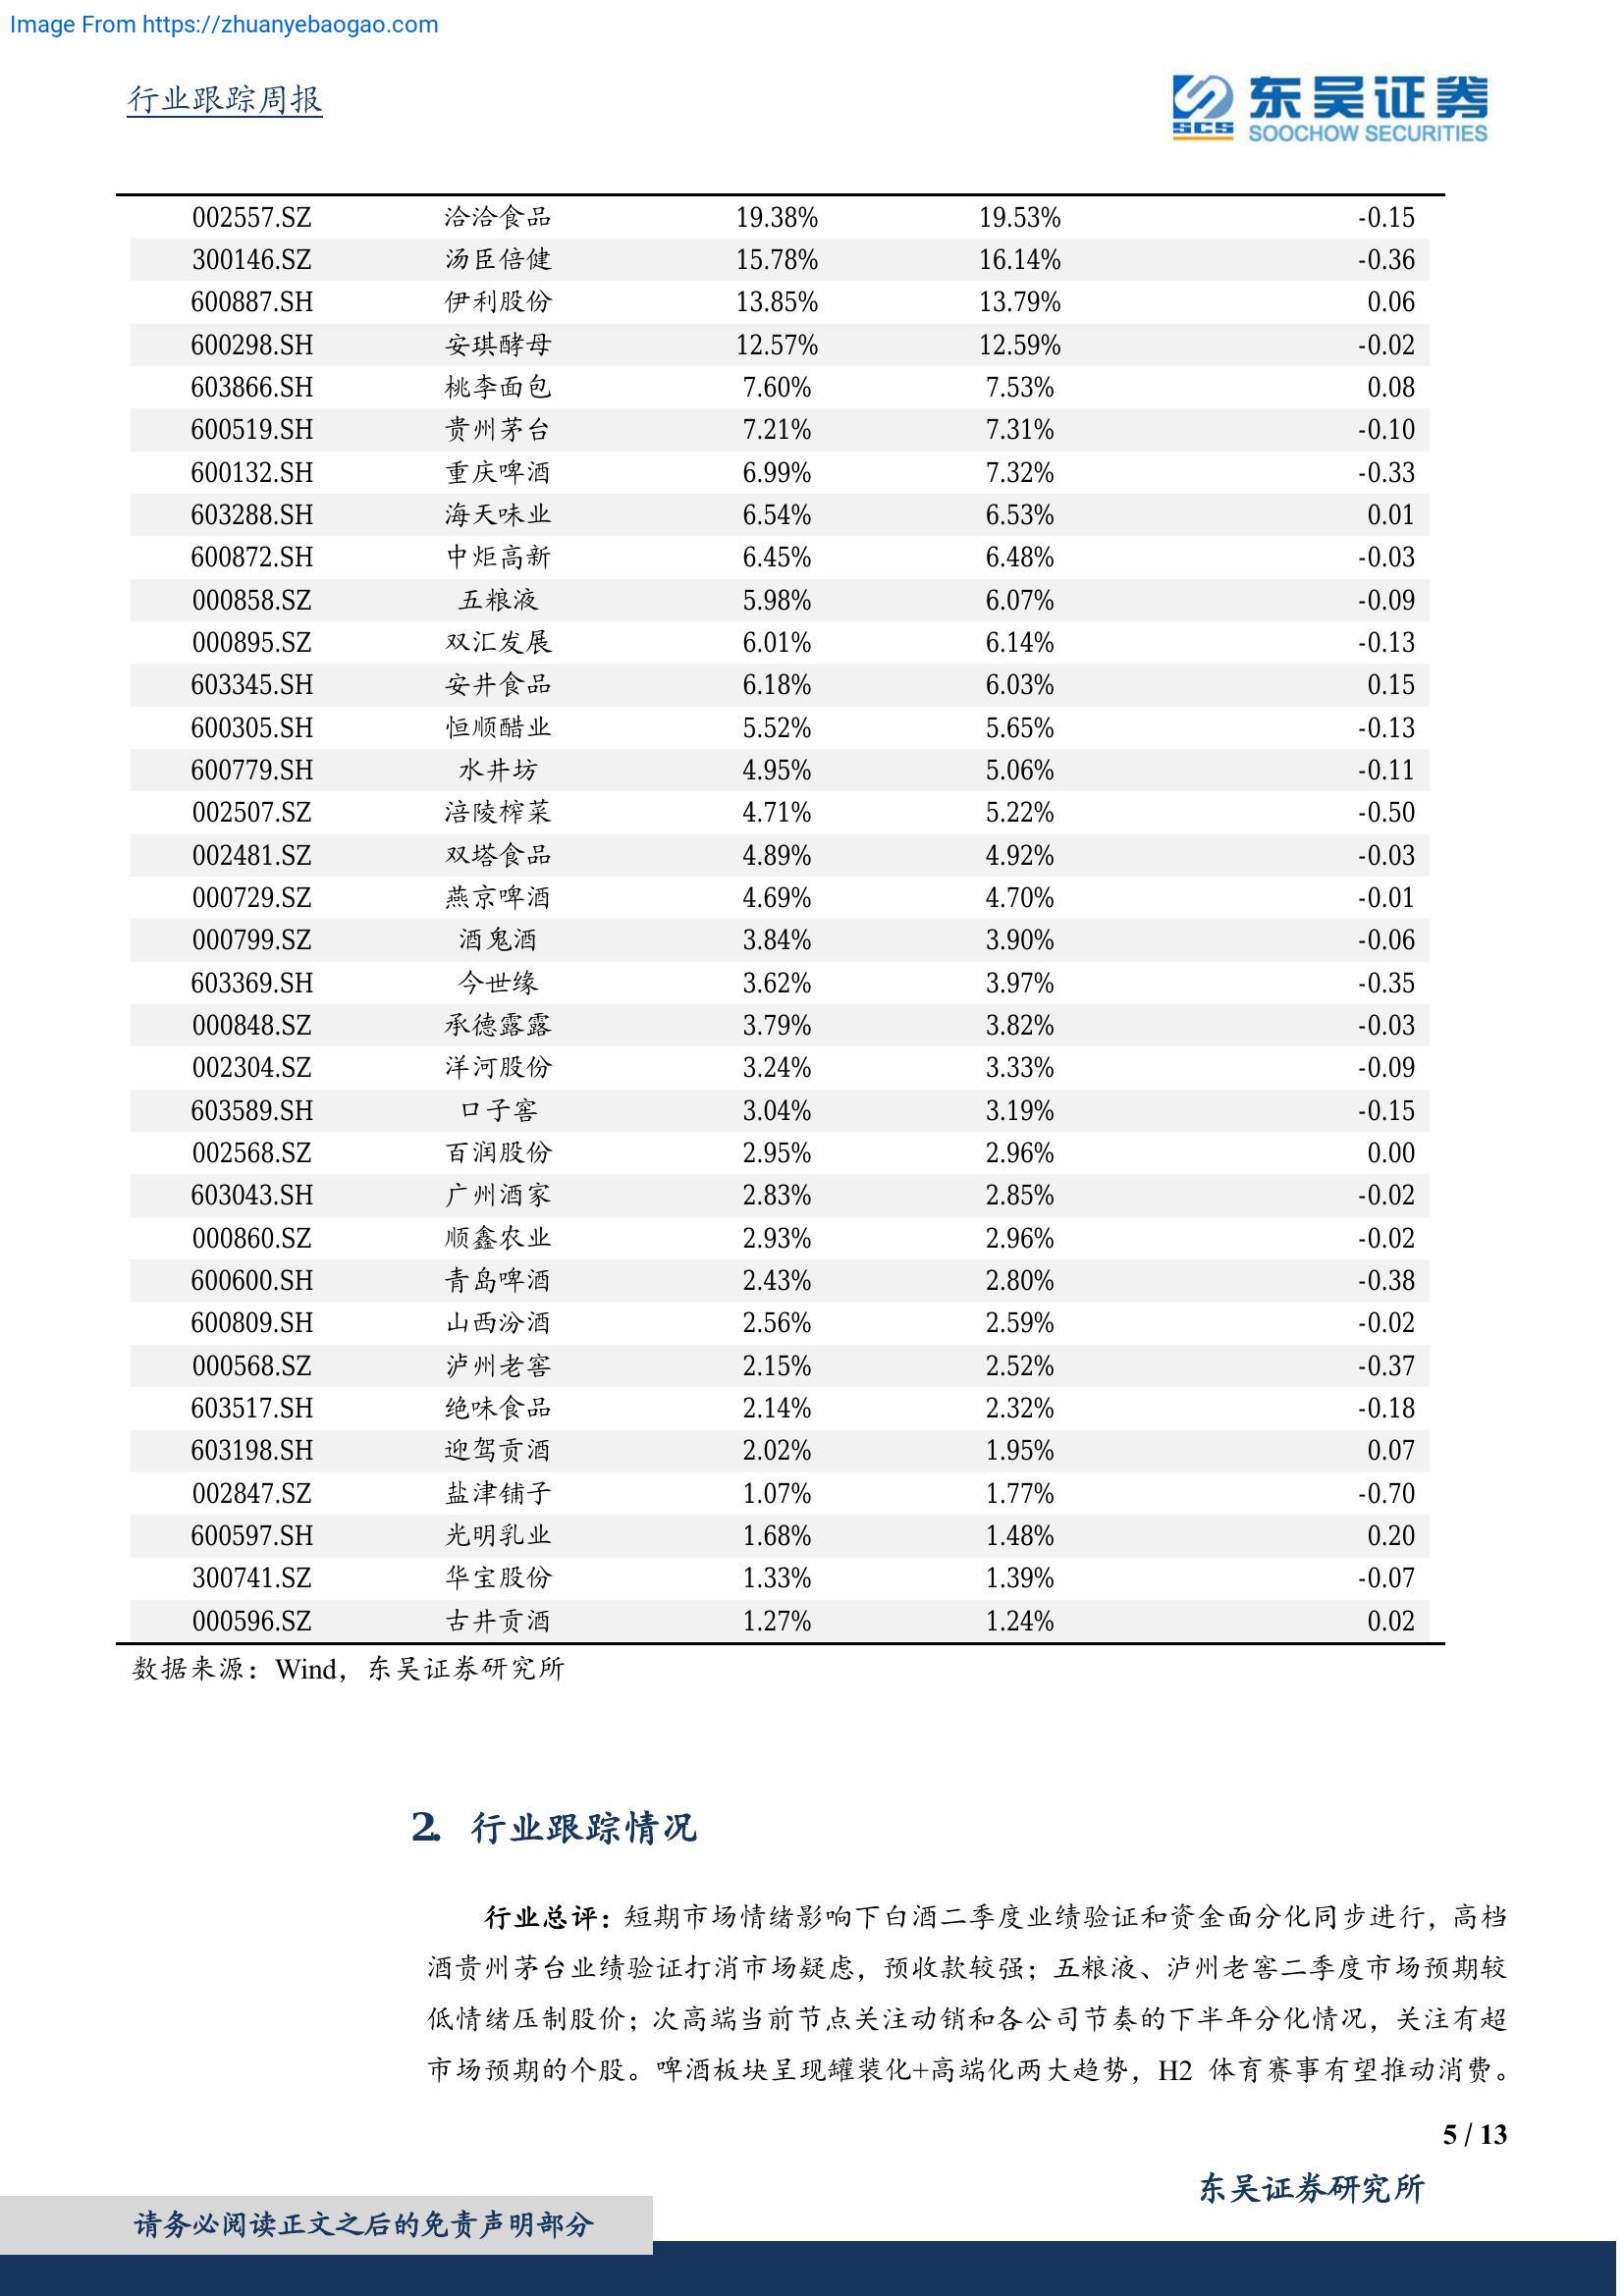 Image From https://zhuanyebaogao.com
行业跟踪周报
SCS 东吴证券
SOOCHOW SECURITIES
002557.SZ 洽洽食品 19.38% 19.53% -0.15
300146.SZ 汤臣倍健 15.78% 16.14% -0.36
600887.SH 伊利股份 13.85% 13.79% 0.06
600298.SH 安琪酵母 12.57% 12.59% -0.02
603866.SH 桃李面包 7.60% 7.53% 0.08
600519.SH 贵州茅台 7.21% 7.31% -0.10
600132.SH 重庆啤酒 6.99% 7.32% -0.33
603288.SH 海天味业 6.54% 6.53% 0.01
600872.SH 中炬高新 6.45% 6.48% -0.03
000858.SZ 五粮液 5.98% 6.07% -0.09
000895.SZ 双汇发展 6.01% 6.14% -0.13
603345.SH 安井食品 6.18% 6.03% 0.15
600305.SH 恒顺醋业 5.52% 5.65% -0.13
600779.SH 水井坊 4.95% 5.06% -0.11
002507.SZ 涪陵榨菜 4.71% 5.22% -0.50
002481.SZ 双塔食品 4.89% 4.92% -0.03
000729.SZ 燕京啤酒 4.69% 4.70% -0.01
000799.SZ 酒鬼酒 3.84% 3.90% -0.06
603369.SH 今世缘 3.62% 3.97% -0.35
000848.SZ 承德露露 3.79% 3.82% -0.03
002304.SZ 洋河股份 3.24% 3.33% -0.09
603589.SH 口子窖 3.04% 3.19% -0.15
002568.SZ 百润股份 2.95% 2.96% 0.00
603043.SH 广州酒家 2.83% 2.85% -0.02
000860.SZ 顺鑫农业 2.93% 2.96% -0.02
600600.SH 青岛啤酒 2.43% 2.80% -0.38
600809.SH 山西汾酒 2.56% 2.59% -0.02
000568.SZ 泸州老窖 2.15% 2.52% -0.37
603517.SH 绝味食品 2.14% 2.32% -0.18
603198.SH 迎驾贡酒 2.02% 1.95% 0.07
002847.SZ 盐津铺子 1.07% 1.77% -0.70
600597.SH 光明乳业 1.68% 1.48% 0.20
300741.SZ 华宝股份 1.33% 1.39% -0.07
000596.SZ 古井贡酒 1.27% 1.24% 0.02
数据来源：Wind，东吴证券研究所
2. 行业跟踪情况
行业总评：短期市场情绪影响下白酒二季度业绩验证和资金面分化同步进行，高档
酒贵州茅台业绩验证打消市场疑虑，预收款较强；五粮液、泸州老窖二季度市场预期较
低情绪压制股价；次高端当前节点关注动销和各公司节奏的下半年分化情况，关注有超
市场预期的个股。啤酒板块呈现罐装化+高端化两大趋势，H2 体育赛事有望推动消费。
5 / 13
东吴证券研究所
请务必阅读正文之后的免责声明部分